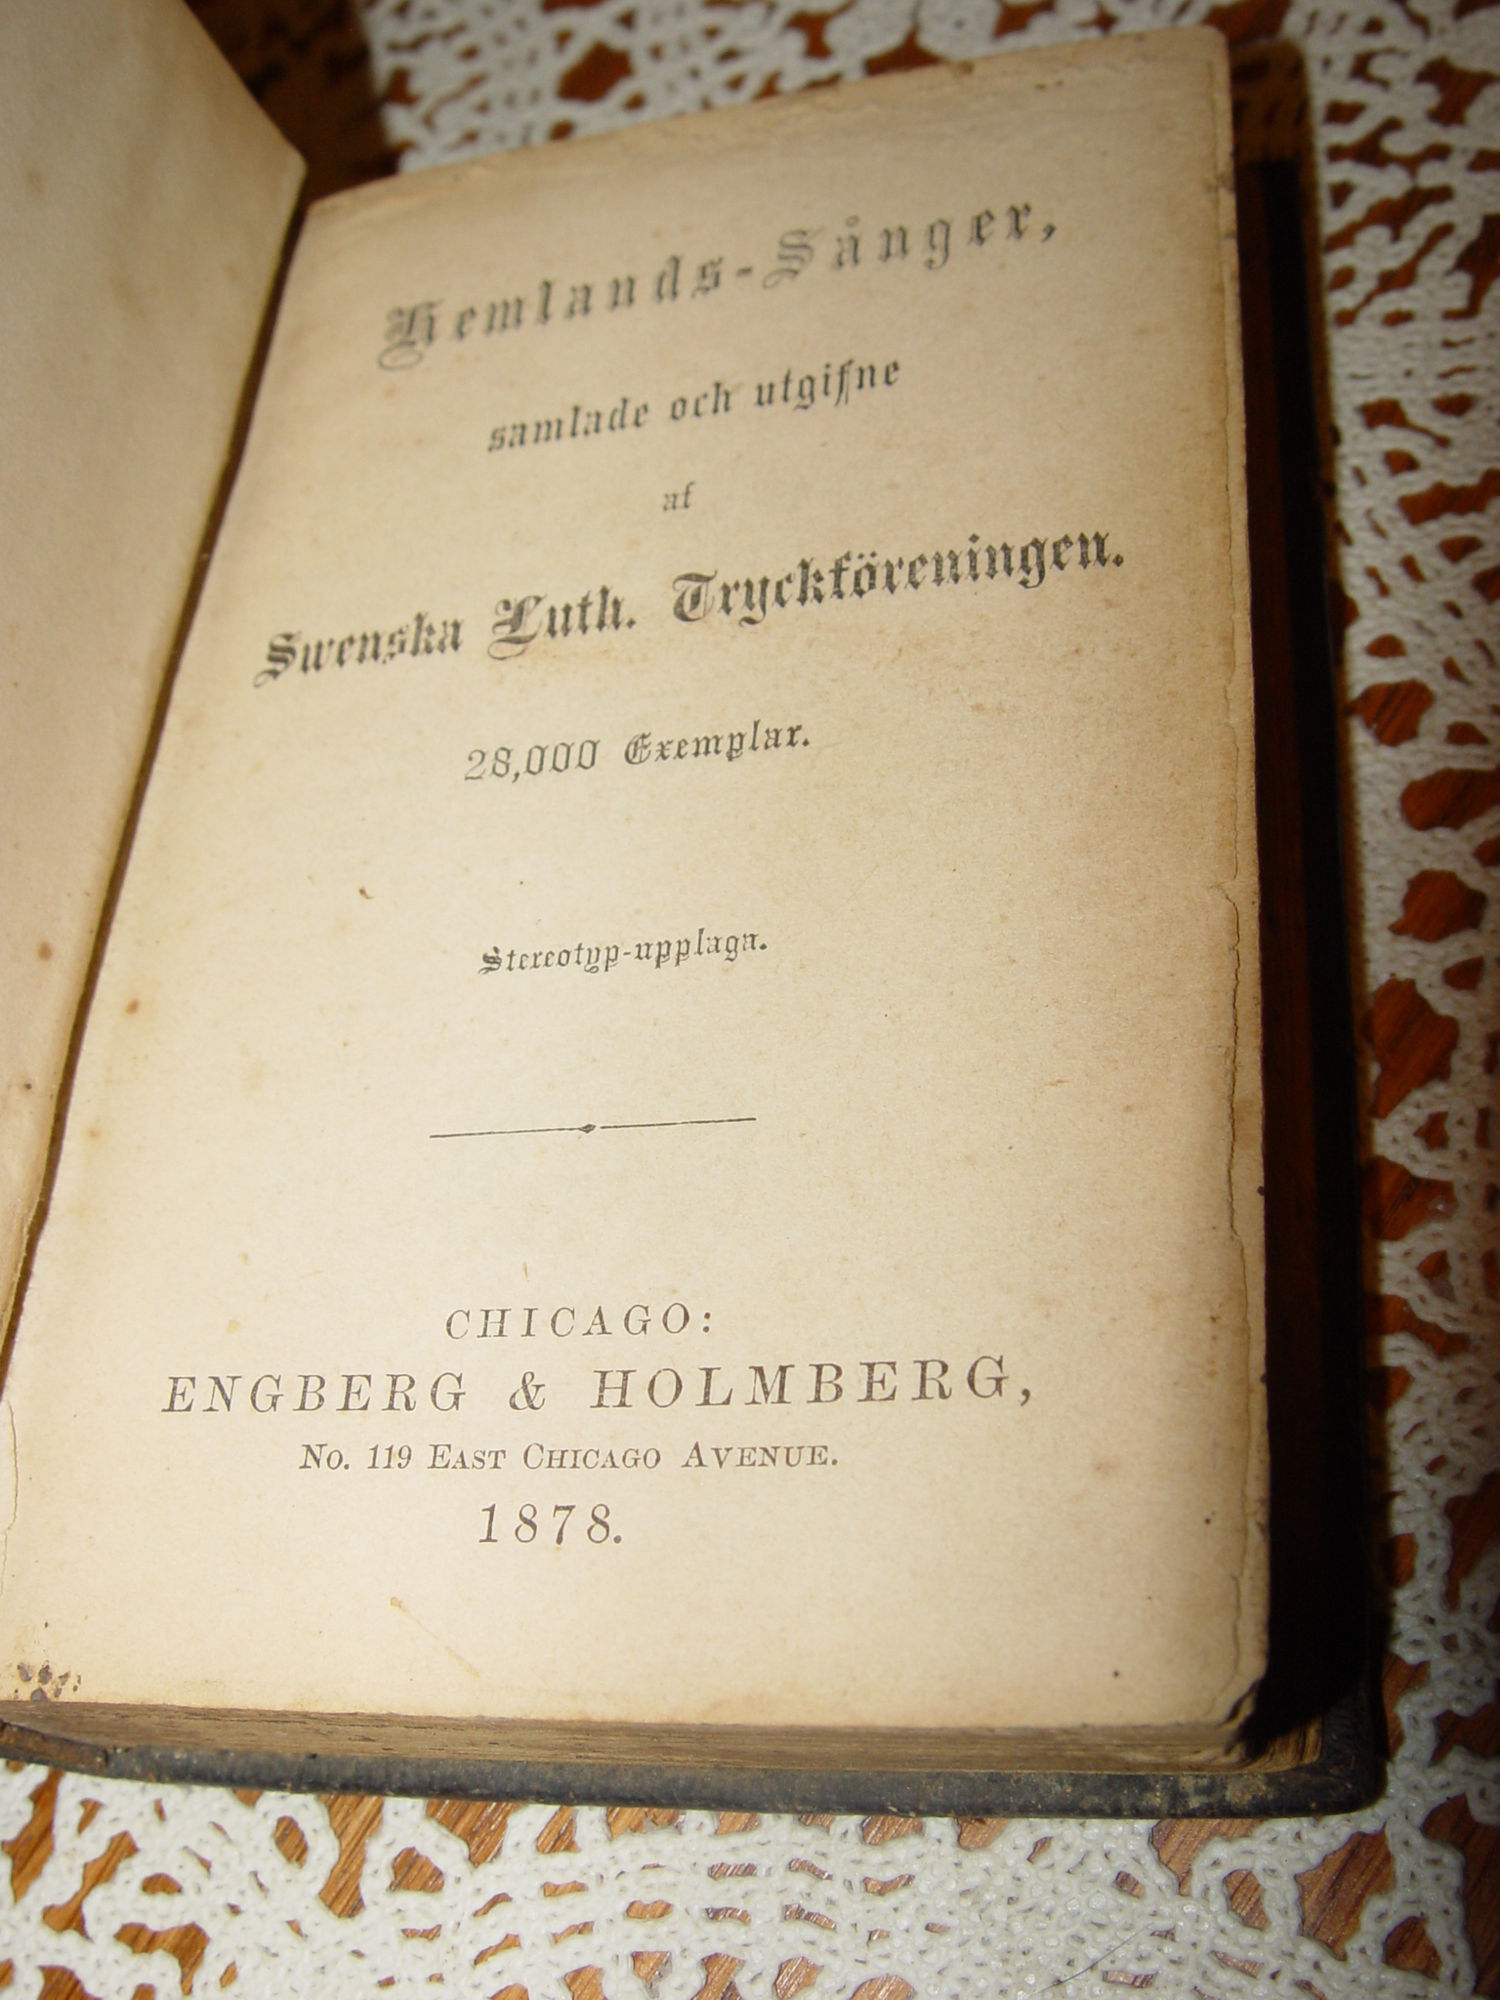 Hemlands-Sånger,
samlade och utgifne
af
Swenska Luth. Tryckföreningen.
28,000 Exemplar.
Stereotyp-upplaga.
CHICAGO:
ENGBERG & HOLMBERG,
No. 119 East Chicago Avenue.
1878.